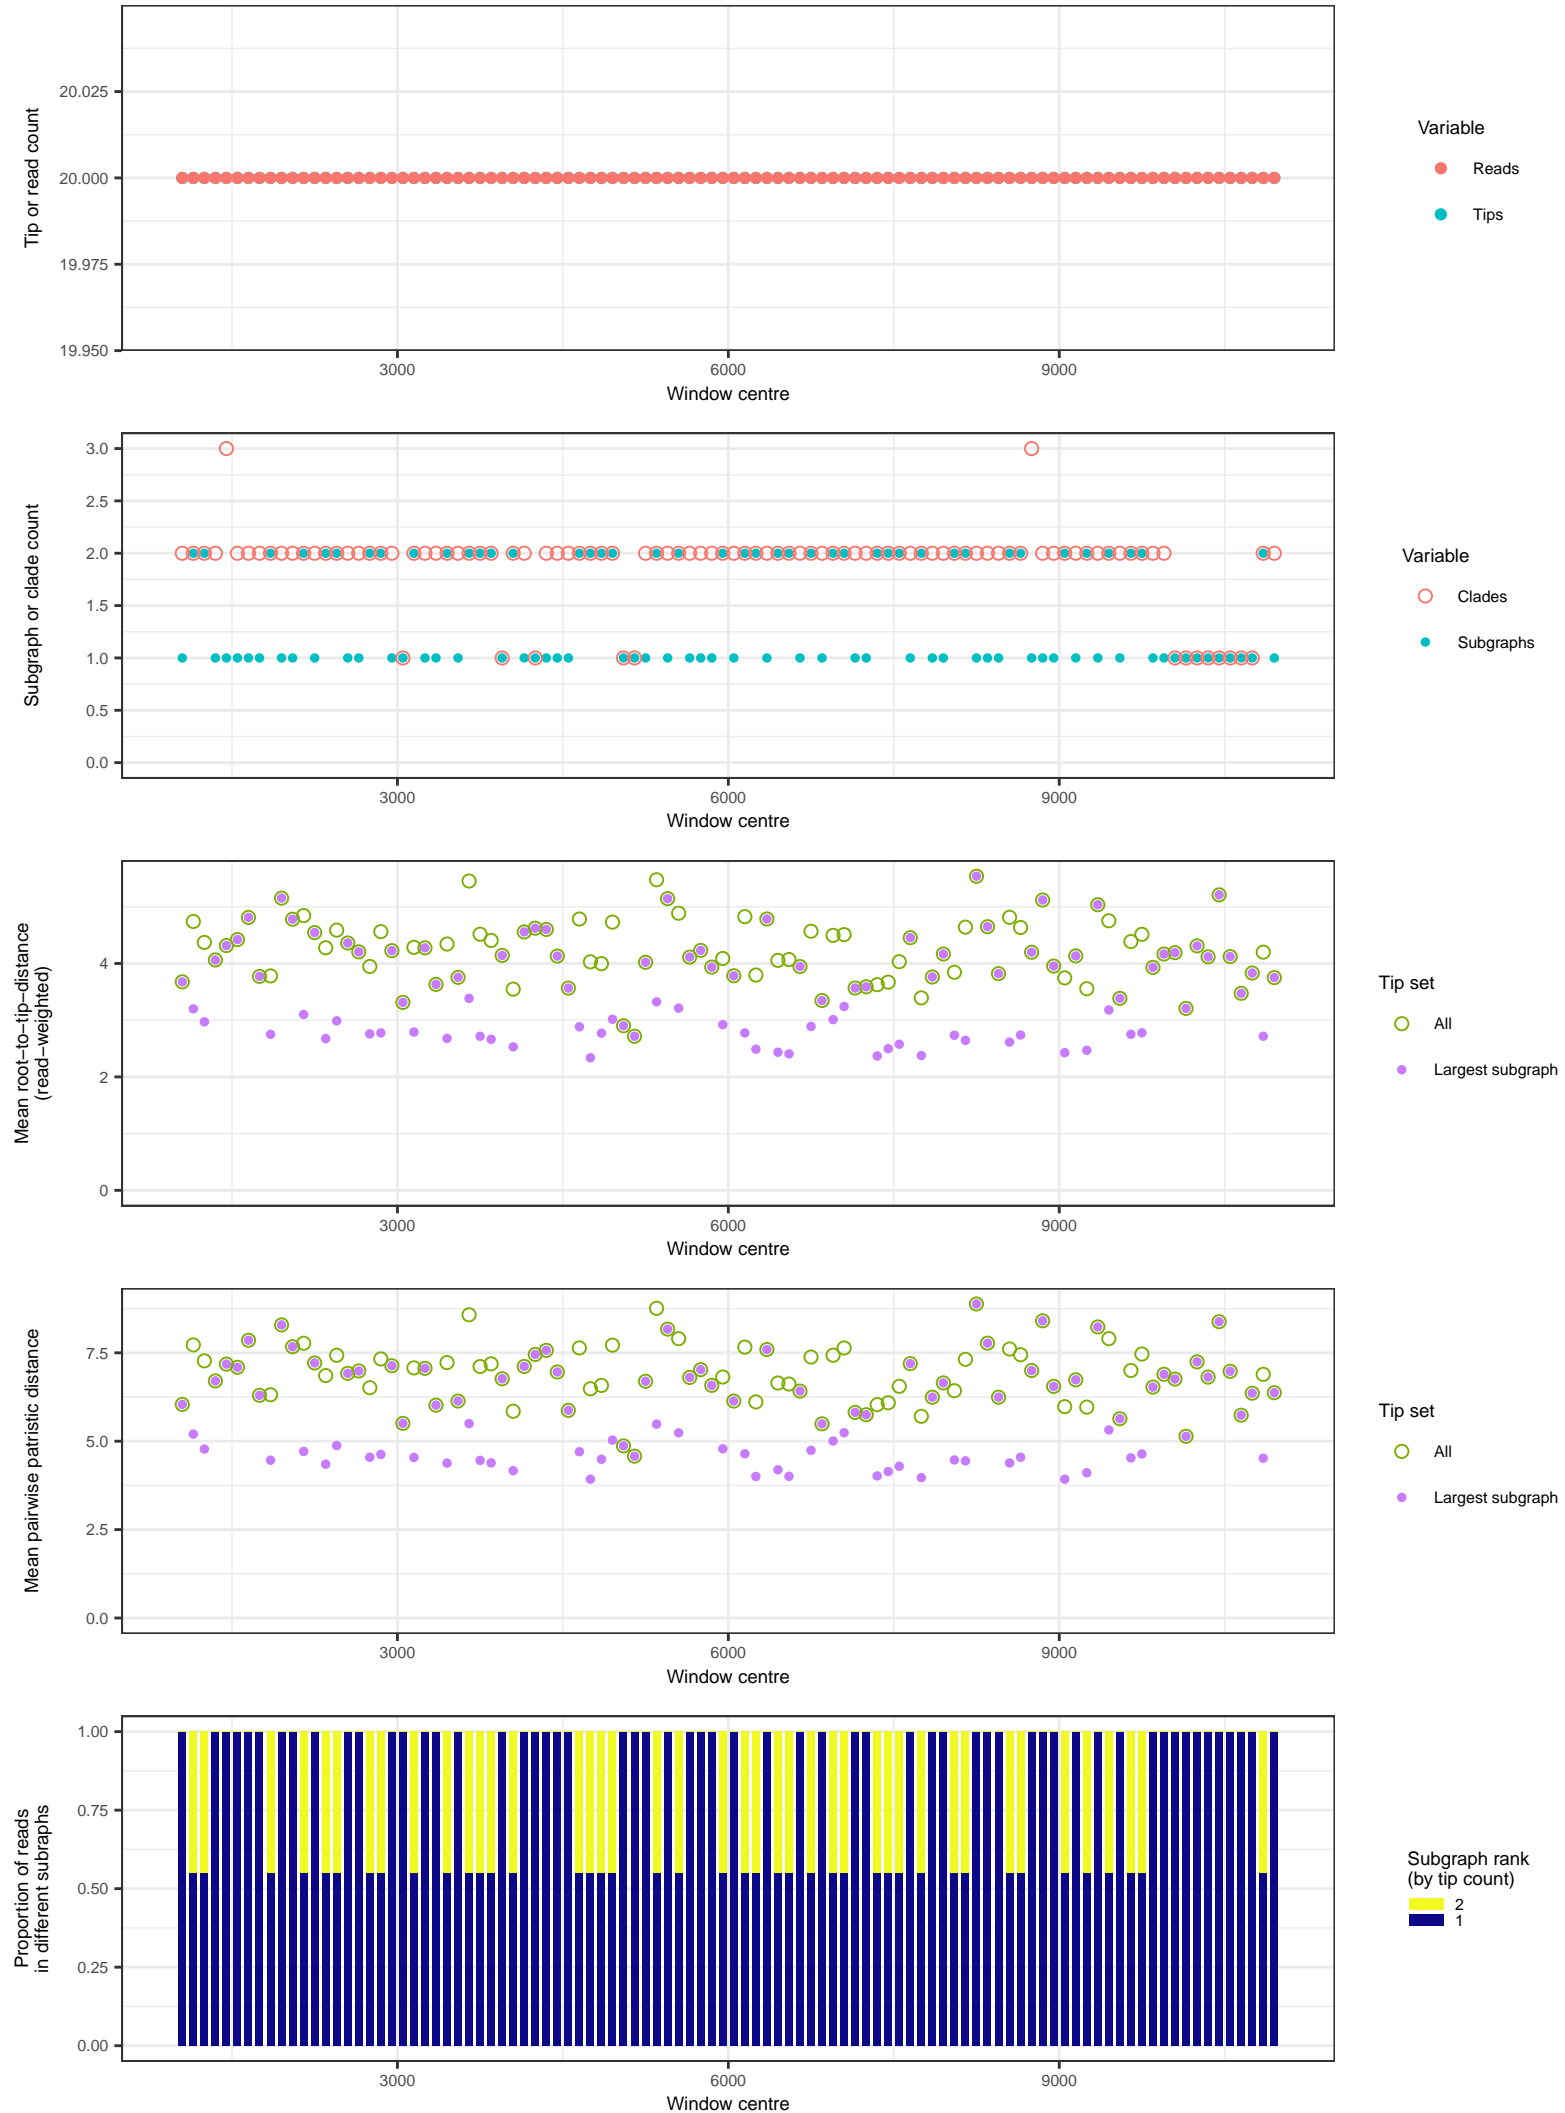 20.025
20.000
19.975
19.950
Tip or read count
3000
6000
9000
Window centre
Variable
Reads
Tips
3.0
2.5
2.0
1.5
1.0
0.5
0.0
Subgraph or clade count
3000
6000
9000
Window centre
Variable
Clades
Subgraphs
4
2
0
Mean root−to−tip−distance
(read−weighted)
3000
6000
9000
Window centre
Tip set
All
Largest subgraph
7.5
5.0
2.5
0.0
Mean pairwise patristic distance
3000
6000
9000
Window centre
Tip set
All
Largest subgraph
1.00
0.75
0.50
0.25
0.00
Proportion of reads
in different subraphs
3000
6000
9000
Window centre
Subgraph rank
(by tip count)
2
1